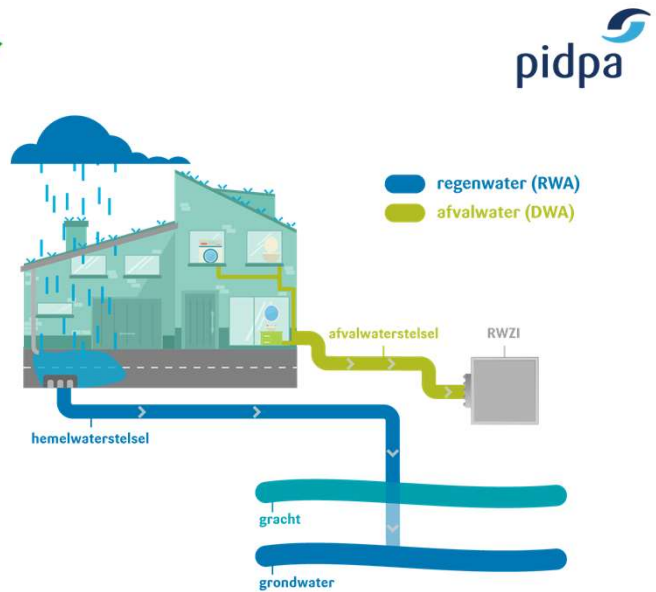 pidpa
regenwater (RWA)
afvalwater (DWA)
afvalwaterstelsel
RWZI
hemelwaterstelsel
gracht
grondwater